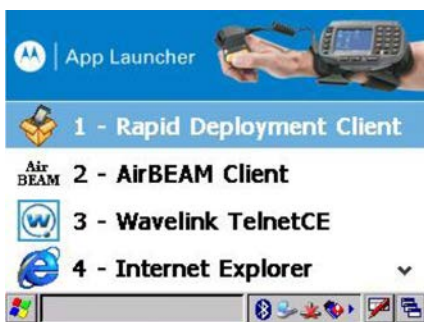 App Launcher
1 - Rapid Deployment Client
Air
BEAM
2 - AirBEAM Client
3 - Wavelink TelnetCE
4 - Internet Explorer